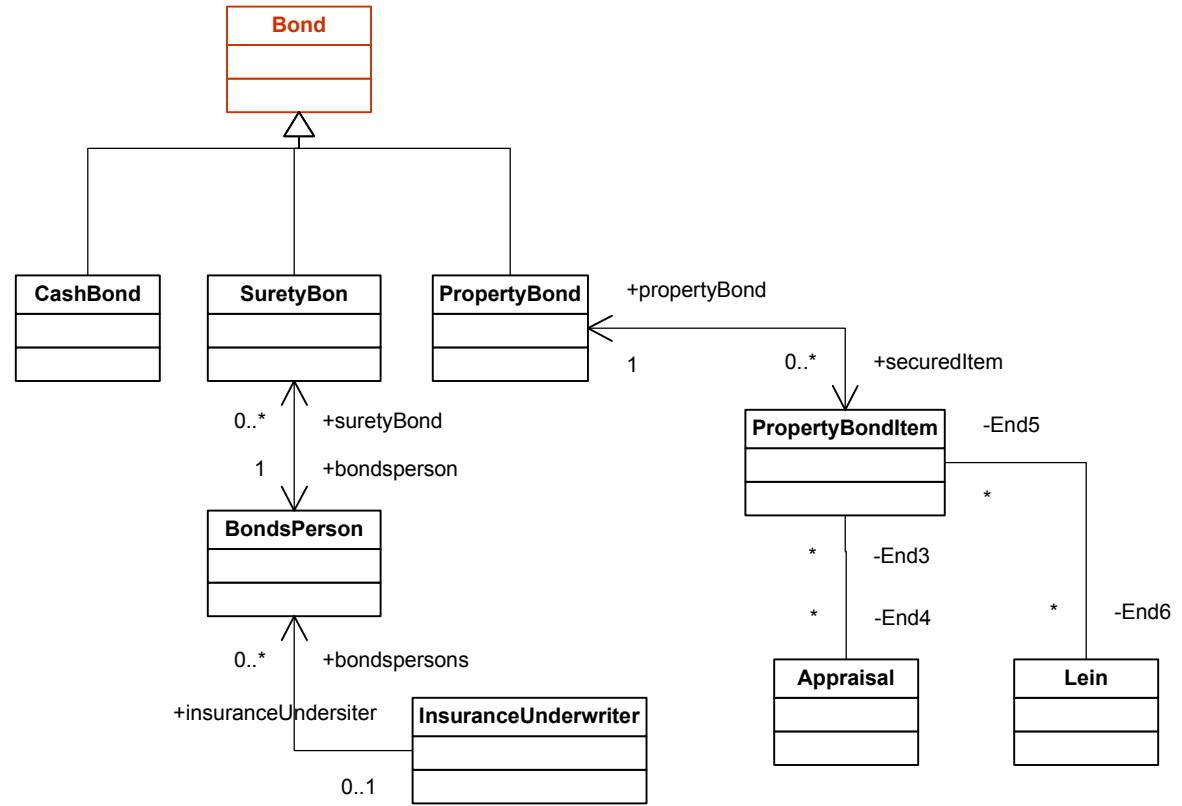 Bond
CashBond
SuretyBon
PropertyBond
+propertyBond
1
0..*
+securedItem
0..*
+suretyBond
1
+bondsperson
PropertyBondItem
-End5
*
BondsPerson
*
-End3
*
-End4
*
-End6
0..*
+bondspersons
+insuranceUndersiter
0..1
InsuranceUnderwriter
Appraisal
Lein